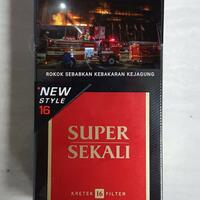 ROKOK SEBABKAN KEBAKARAN KEJAGUNG
NEW
STYLE
16
SUPER
SEKALI
KRETEK 16 FILTER